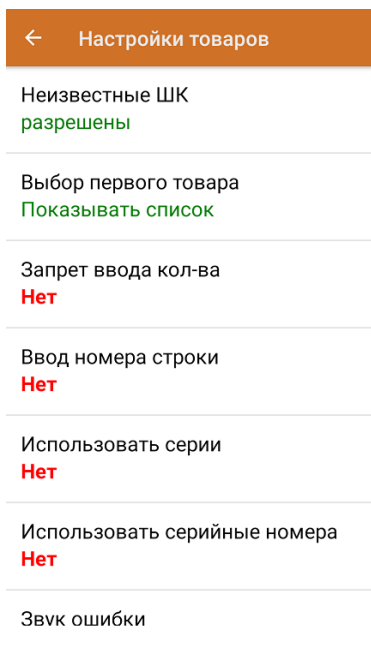 Настройки товаров
Неизвестные ШК
разрешены
Выбор первого товара
Показывать список
Запрет ввода кол-ва
Нет
Ввод номера строки
Нет
Использовать серии
Нет
Использовать серийные номера
Нет
Звук ошибки